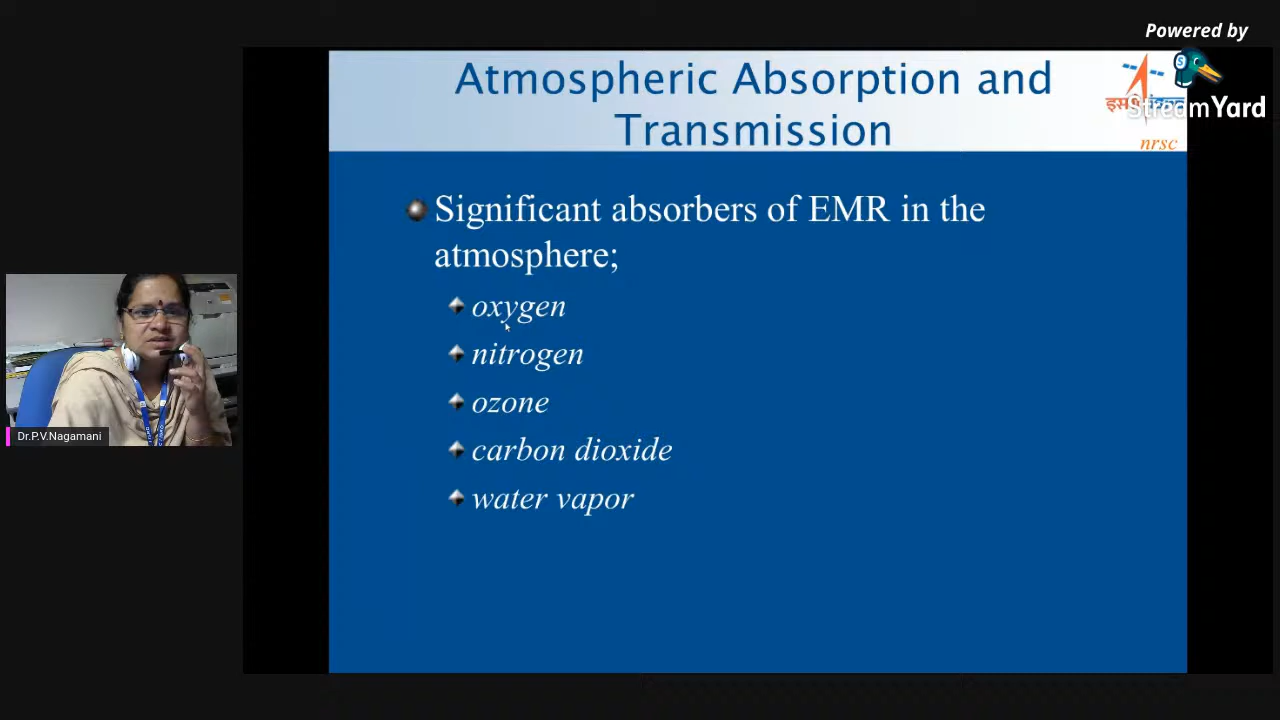 Powered by
StreamYard
Atmospheric Absorption and
Transmission
nrsc
Significant absorbers of EMR in the
atmosphere;
oxygen
nitrogen
ozone
carbon dioxide
water vapor
Dr.P.V.Nagamani